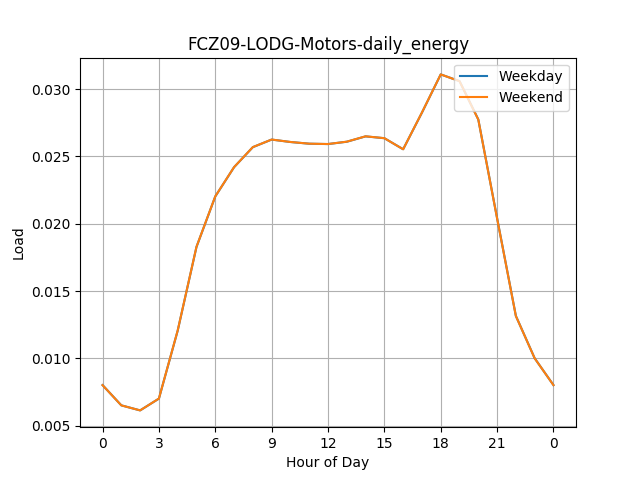 FCZ09-LODG-Motors-daily_energy
Weekday
Weekend
0.030
0.025
0.020
0.015
0.010
0.005
Load
0 3 6 9 12 15 18 21 0
Hour of Day